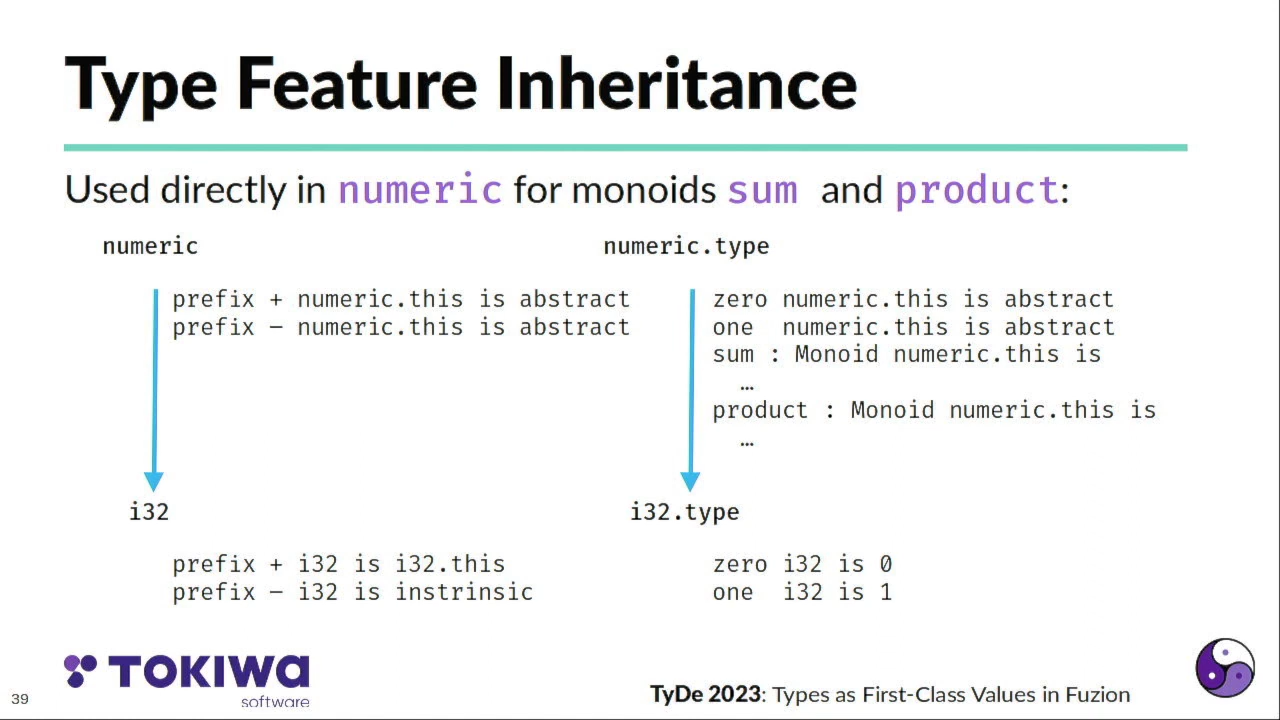 Type Feature Inheritance
Used directly in numeric for monoids sum and product:
numeric
prefix + numeric.this is abstract
prefix − numeric.this is abstract
i32
prefix + i32 is i32.this
prefix − i32 is instrinsic
numeric.type
zero numeric.this is abstract
one  numeric.this is abstract
sum : Monoid numeric.this is
…
product : Monoid numeric.this is
…
i32.type
zero i32 is 0
one  i32 is 1
39
TOKIWA
software
TyDe 2023: Types as First-Class Values in Fuzion